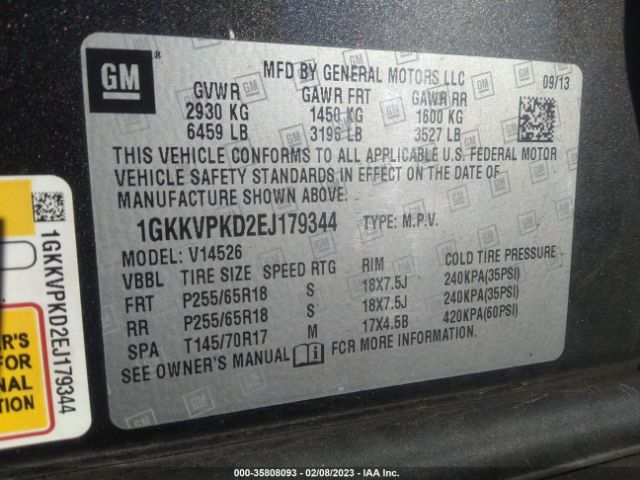 GM
MFD BY GENERAL MOTORS LLC
09/13
GVWR GAWR FRT GAWR RR
2930 KG 1450 KG 1600 KG
6459 LB 3196 LB 3527 LB
THIS VEHICLE CONFORMS TO ALL APPLICABLE U.S. FEDERAL MOTOR
VEHICLE SAFETY STANDARDS IN EFFECT ON THE DATE OF
MANUFACTURE SHOWN ABOVE.
1GKKVPKD2EJ179344 TYPE: M.P.V.
MODEL: V14526
VBBL TIRE SIZE SPEED RTG RIM COLD TIRE PRESSURE
FRT P255/65R18 S 18X7.5J 240KPA(35PSI)
RR P255/65R18 S 18X7.5J 240KPA(35PSI)
SPA T145/70R17 M 17X4.5B 420KPA(60PSI)
SEE OWNER'S MANUAL FOR MORE INFORMATION.
1GKKVPKD2EJ179344
R'S
FOR
NAL
TION.
000-35808093 - 02/08/2023 - IAA Inc.